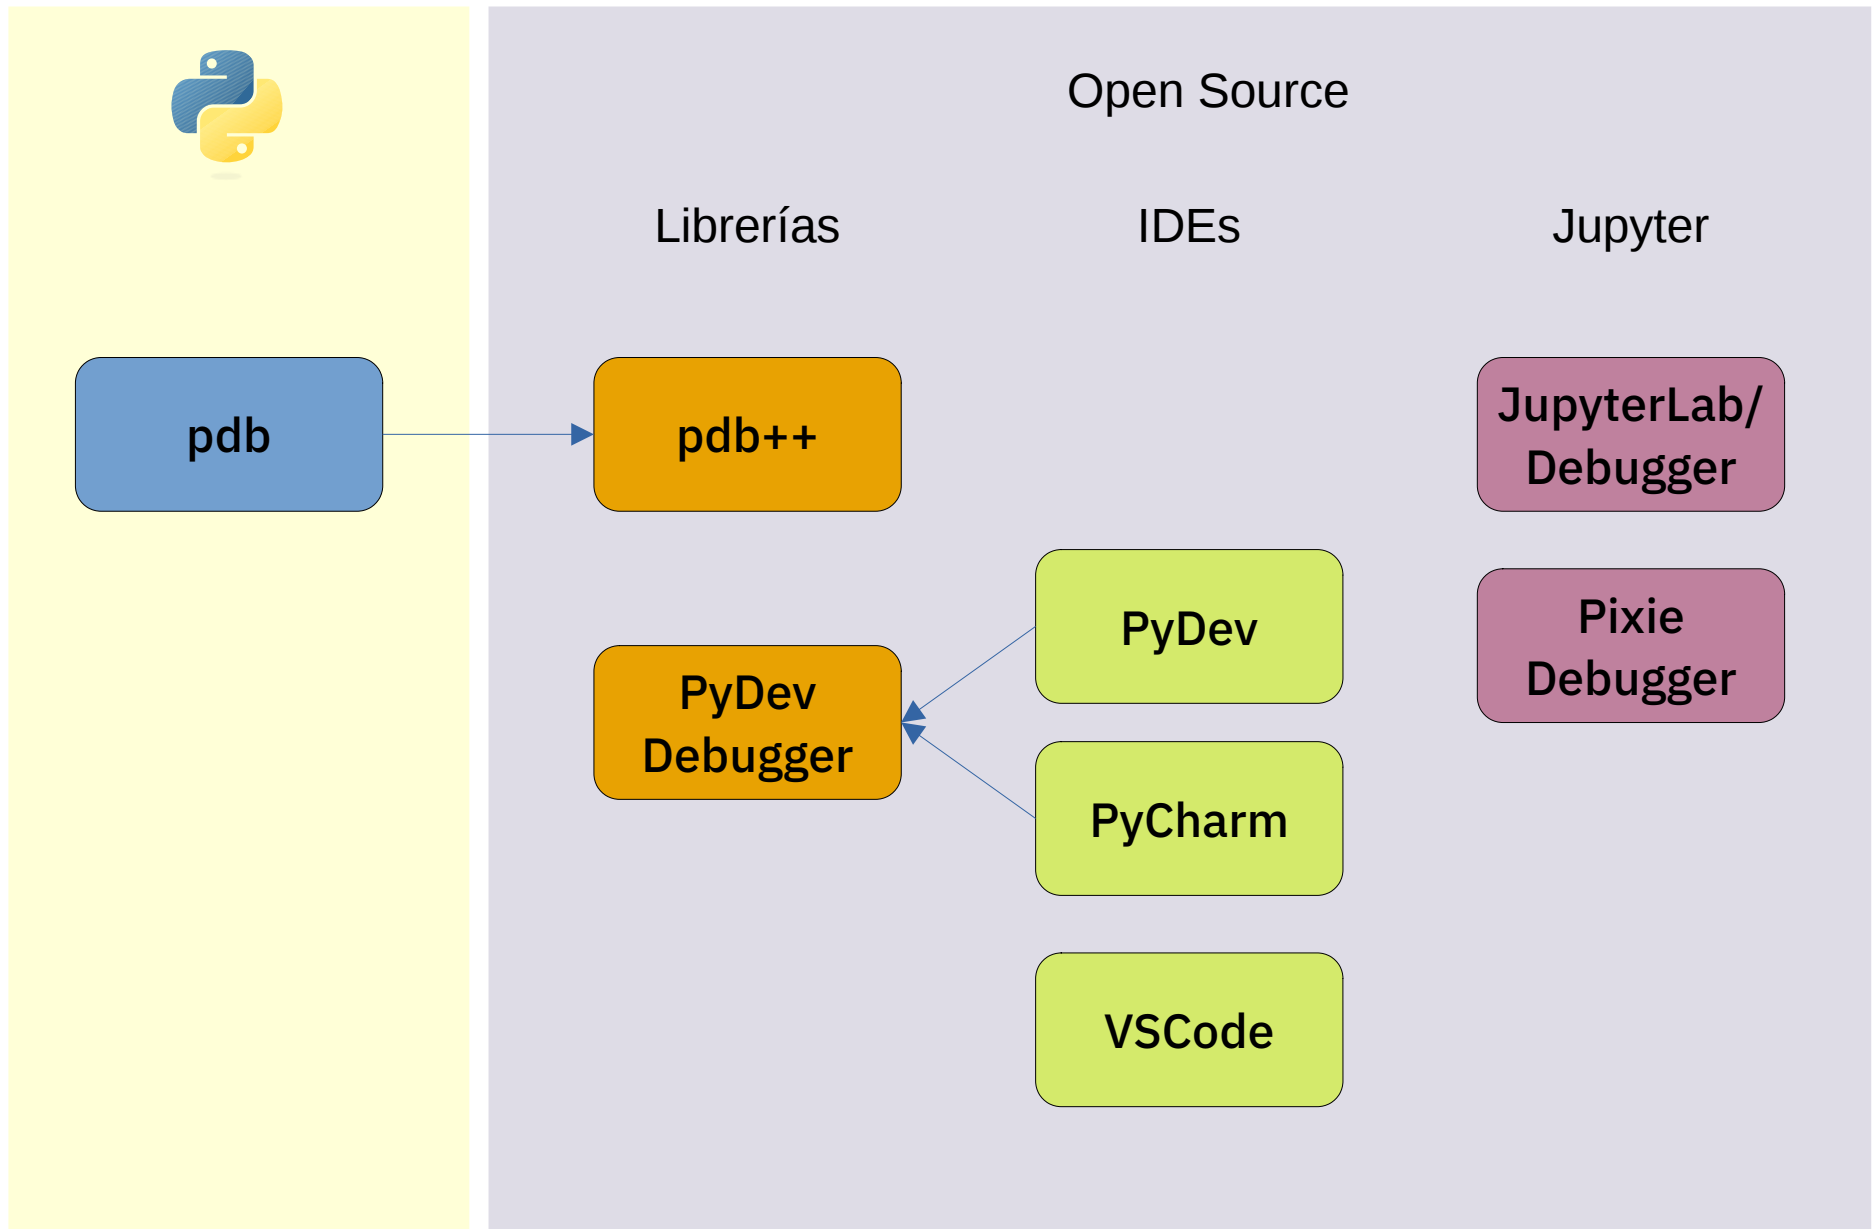 Open Source
Librerías
IDEs
Jupyter
pdb
pdb++
JupyterLab/
Debugger
PyDev
Debugger
PyDev
PyCharm
VSCode
Pixie
Debugger